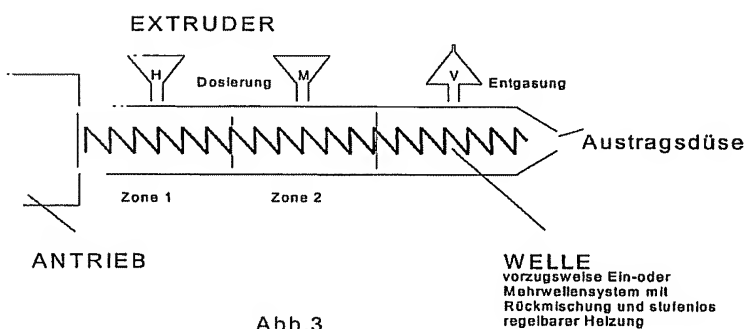 EXTRUDER
H
Dosierung
M
V
Entgasung
Austragsdüse
Zone 1
Zone 2
ANTRIEB
WELLE
vorzugsweise Ein-oder
Mehrwellensystem mit
Rückmischung und stufenlos
regelbarer Heizung
Abb.3